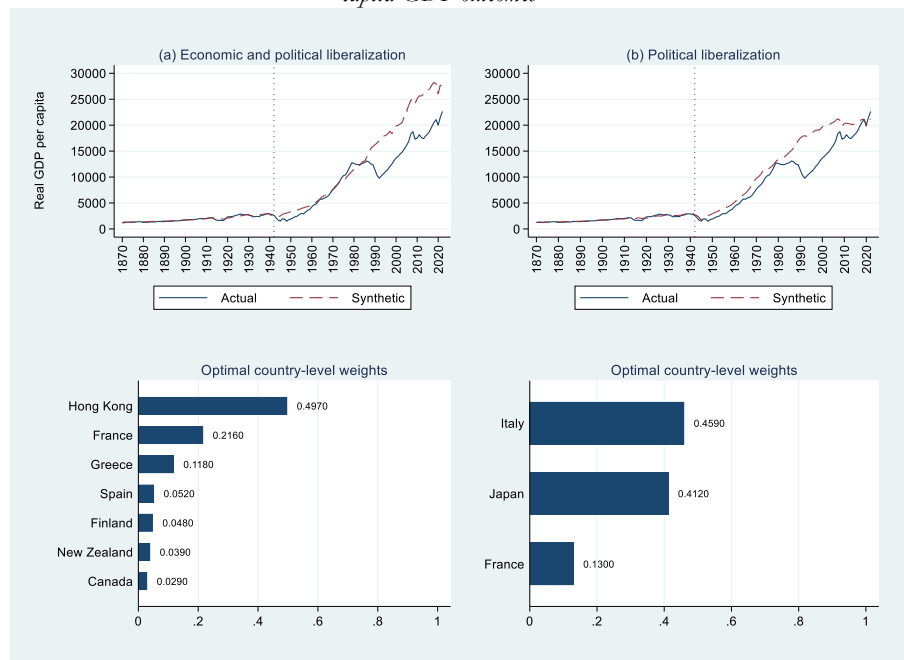 capita GDP outcomes
(a) Economic and political liberalization
Real GDP per capita
30000
25000
20000
15000
10000
5000
0
1870 1880 1890 1900 1910 1920 1930 1940 1950 1960 1970 1980 1990 2000 2010 2020
Actual Synthetic
(b) Political liberalization
30000
25000
20000
15000
10000
5000
0
1870 1880 1890 1900 1910 1920 1930 1940 1950 1960 1970 1980 1990 2000 2010 2020
Actual Synthetic
Optimal country-level weights
Hong Kong 0.4970
France 0.2160
Greece 0.1180
Spain 0.0520
Finland 0.0480
New Zealand 0.0390
Canada 0.0290
0 .2 .4 .6 .8 1
Optimal country-level weights
Italy 0.4590
Japan 0.4120
France 0.1300
0 .2 .4 .6 .8 1